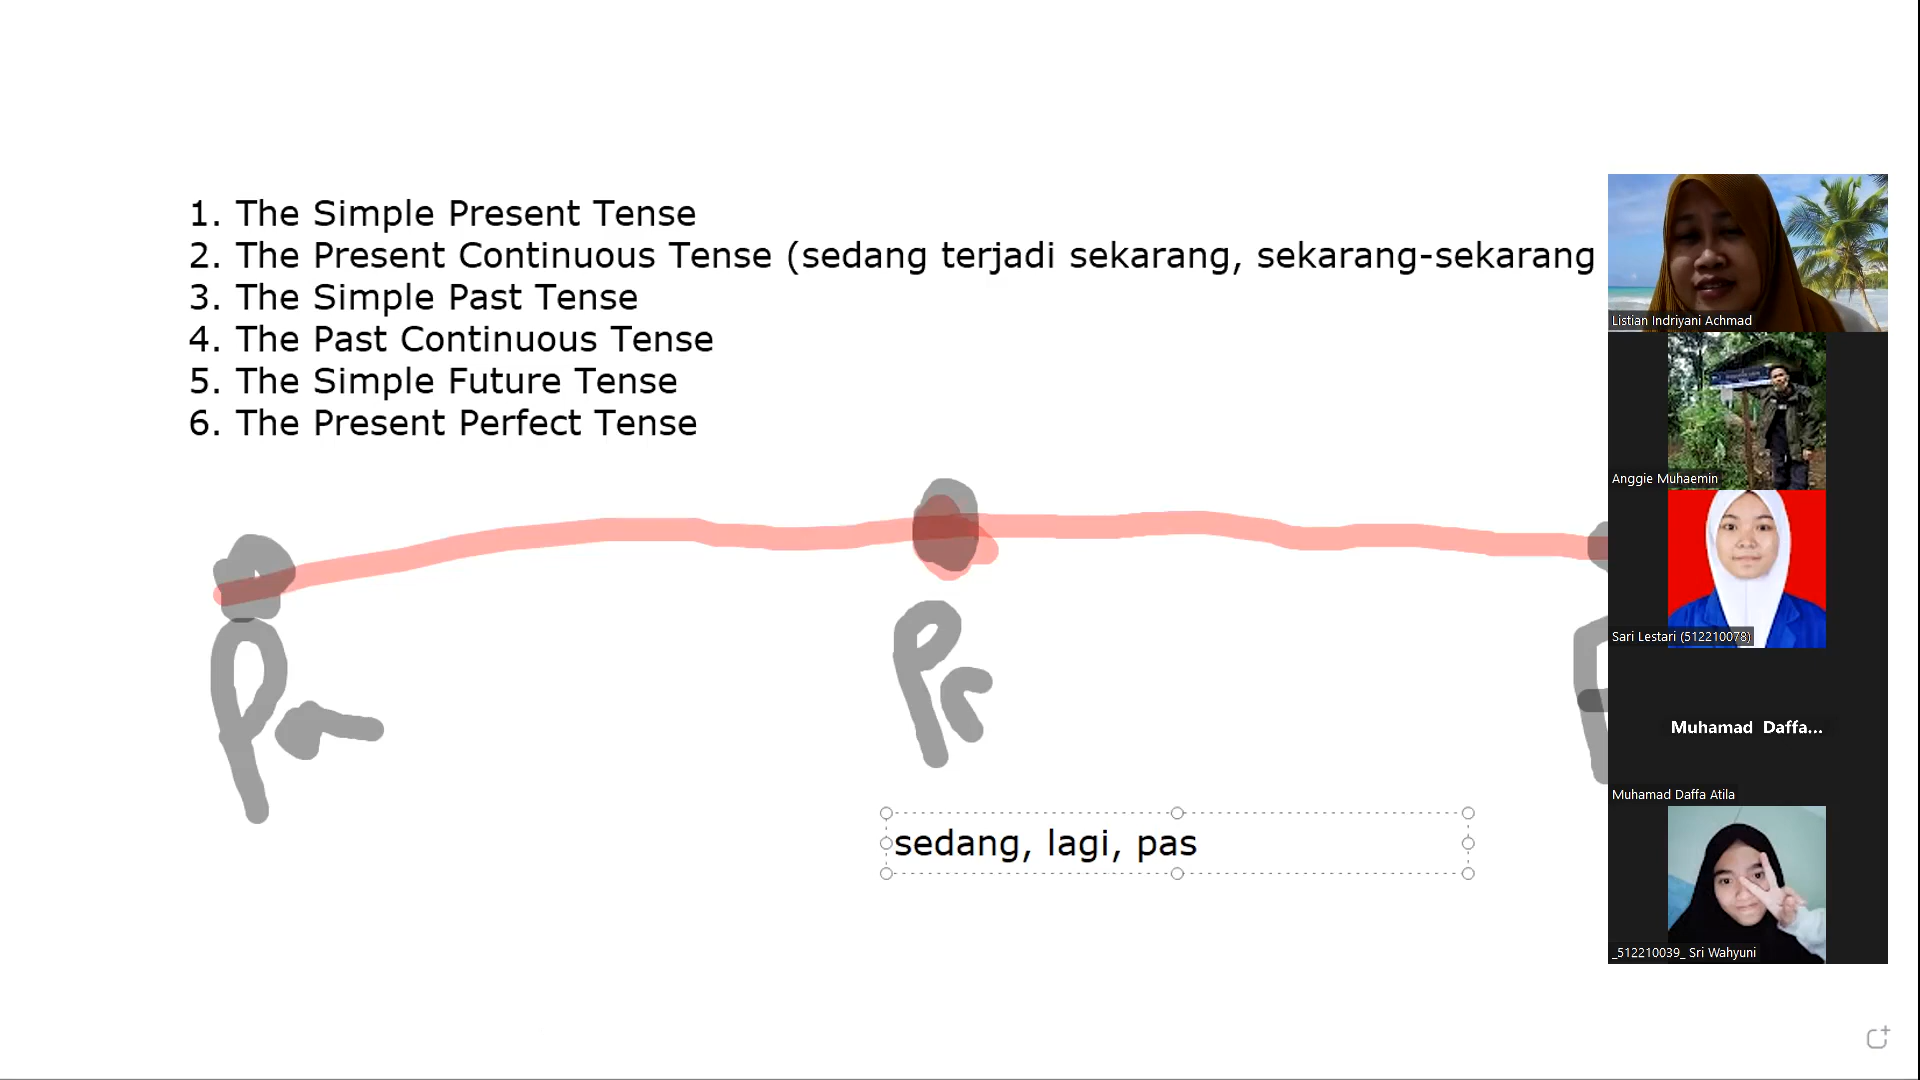 1. The Simple Present Tense
2. The Present Continuous Tense (sedang terjadi sekarang, sekarang-sekarang
3. The Simple Past Tense
4. The Past Continuous Tense
5. The Simple Future Tense
6. The Present Perfect Tense
Pr
sedang, lagi, pas
Listian Indriyani Achmad
Anggie Muhaemin
Sari Lestari (512210078)
Muhamad Daffa...
Muhamad Daffa Atila
_512210039_ Sri Wahyuni